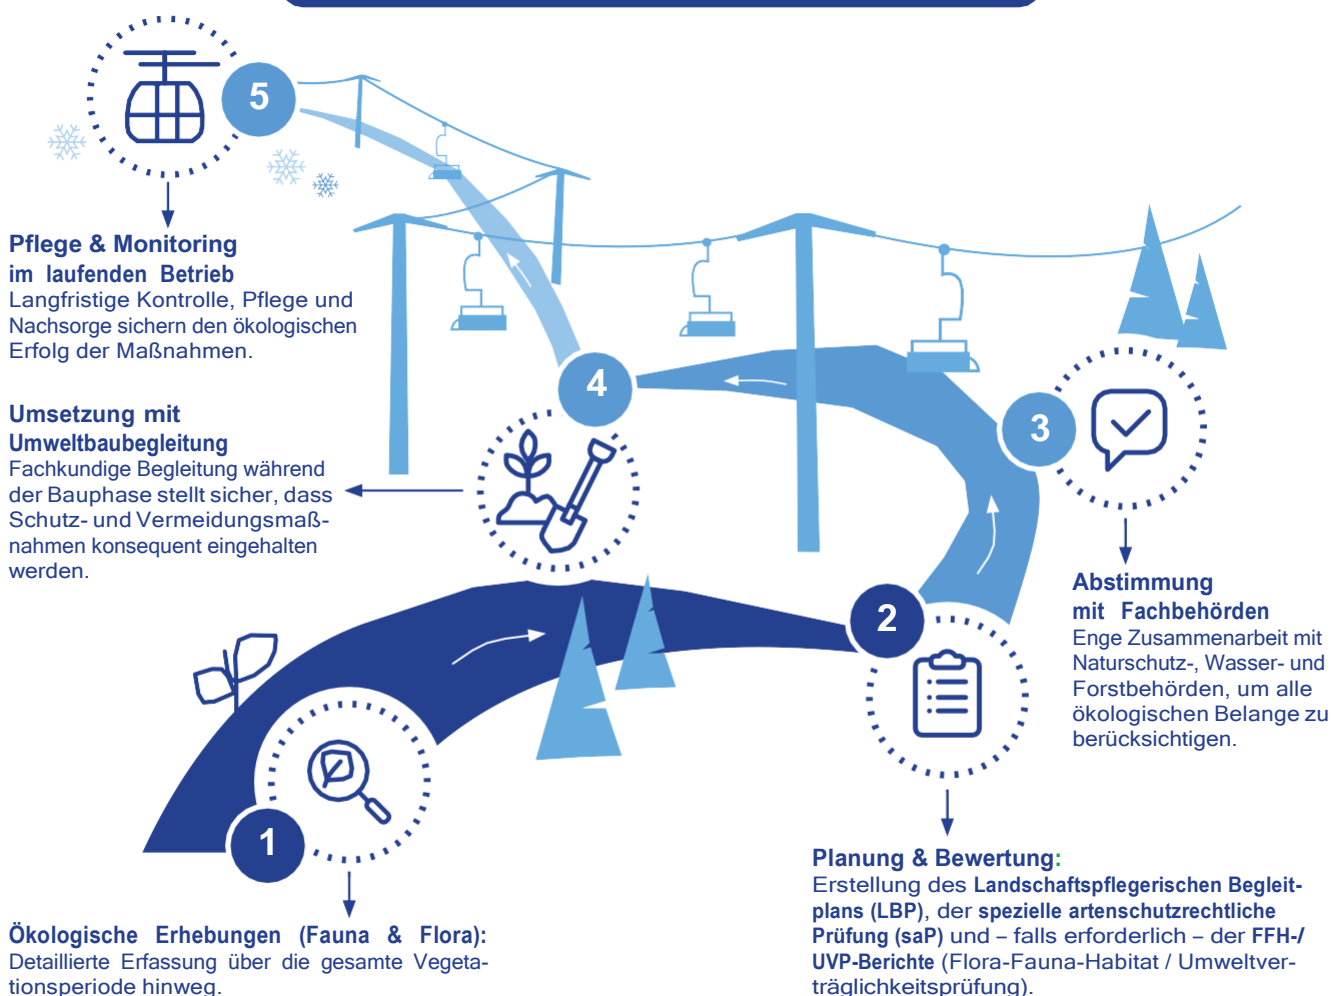 5
Pflege & Monitoring
im laufenden Betrieb
Langfristige Kontrolle, Pflege und
Nachsorge sichern den ökologischen
Erfolg der Maßnahmen.
4
Umsetzung mit
Umweltbaubegleitung
Fachkundige Begleitung während
der Bauphase stellt sicher, dass
Schutz- und Vermeidungsmaß-
nahmen konsequent eingehalten
werden.
3
Abstimmung
mit Fachbehörden
Enge Zusammenarbeit mit
Naturschutz-, Wasser- und
Forstbehörden, um alle
ökologischen Belange zu
berücksichtigen.
2
Planung & Bewertung:
Erstellung des Landschaftspflegerischen Begleit-
plans (LBP), der spezielle artenschutzrechtliche
Prüfung (saP) und – falls erforderlich – der FFH-/
UVP-Berichte (Flora-Fauna-Habitat / Umweltver-
träglichkeitsprüfung).
1
Ökologische Erhebungen (Fauna & Flora):
Detaillierte Erfassung über die gesamte Vegeta-
tionsperiode hinweg.